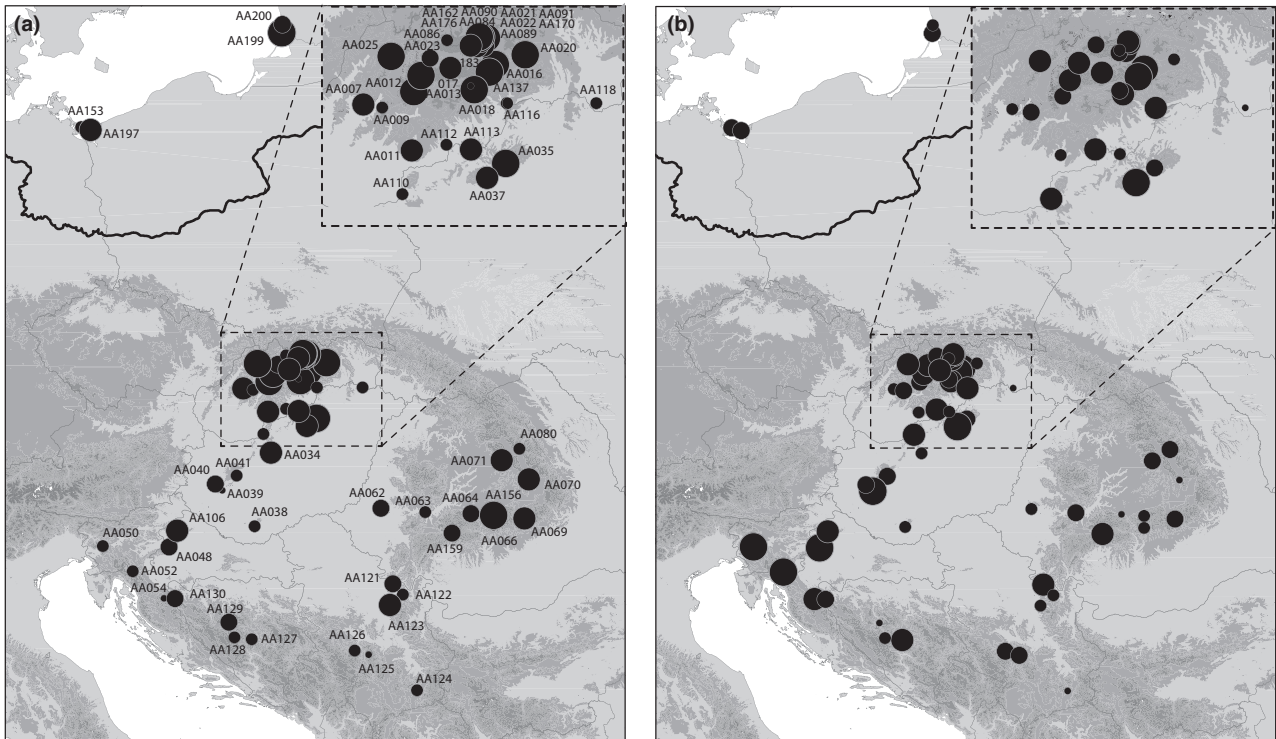 (a)
AA200
AA199
AA153
AA197
AA162 AA090 AA021 AA091
AA176 AA084 AA022 AA170
AA086 AA089
AA025 AA023 AA020
183
AA012 017 AA016
AA007 AA013 AA137 AA118
AA009 AA018 AA116
AA112 AA113
AA011 AA035
AA110 AA037
AA034
AA080
AA071
AA041
AA040 AA070
AA039
AA062 AA063 AA064 AA156
AA106 AA038
AA050 AA069
AA048 AA159 AA066
AA052 AA121
AA054 AA130 AA122
AA129 AA123
AA128 AA127 AA126
AA125
AA124
(b)